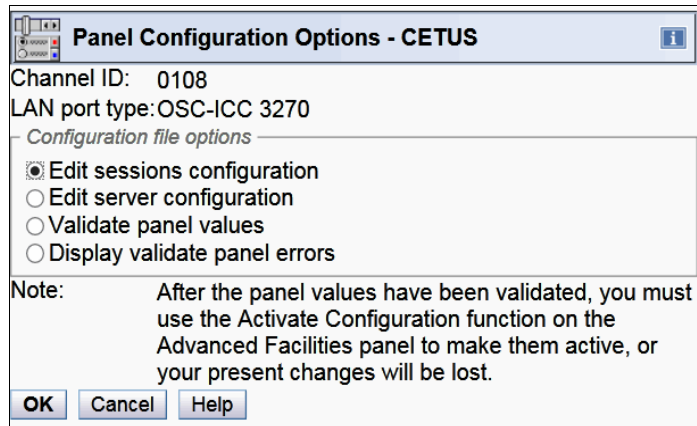 Panel Configuration Options - CETUS
i
Channel ID: 0108
LAN port type:OSC-ICC 3270
Configuration file options
Edit sessions configuration
Edit server configuration
Validate panel values
Display validate panel errors
Note: After the panel values have been validated, you must
use the Activate Configuration function on the
Advanced Facilities panel to make them active, or
your present changes will be lost.
OK Cancel Help